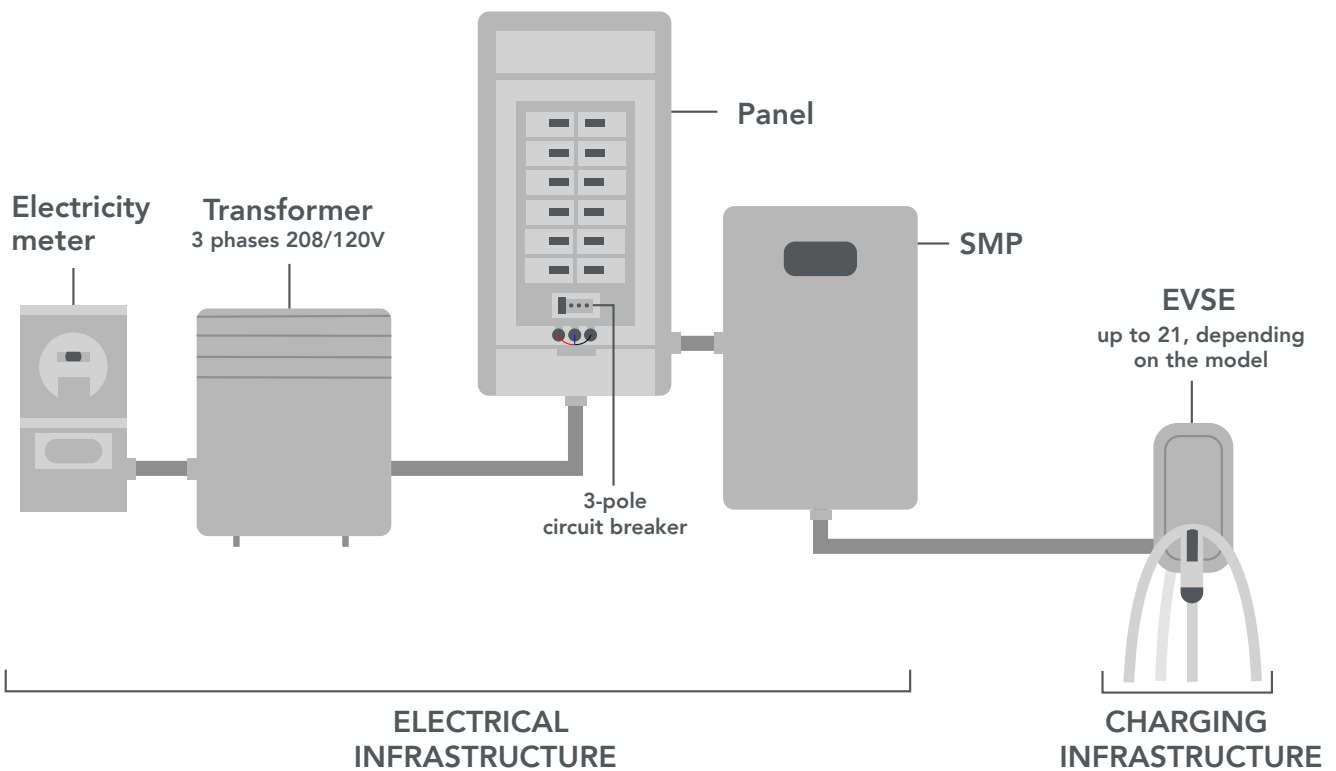 Panel
Electricity
meter
Transformer
3 phases 208/120V
SMP
EVSE
up to 21, depending
on the model
3-pole
circuit breaker
ELECTRICAL
INFRASTRUCTURE
CHARGING
INFRASTRUCTURE